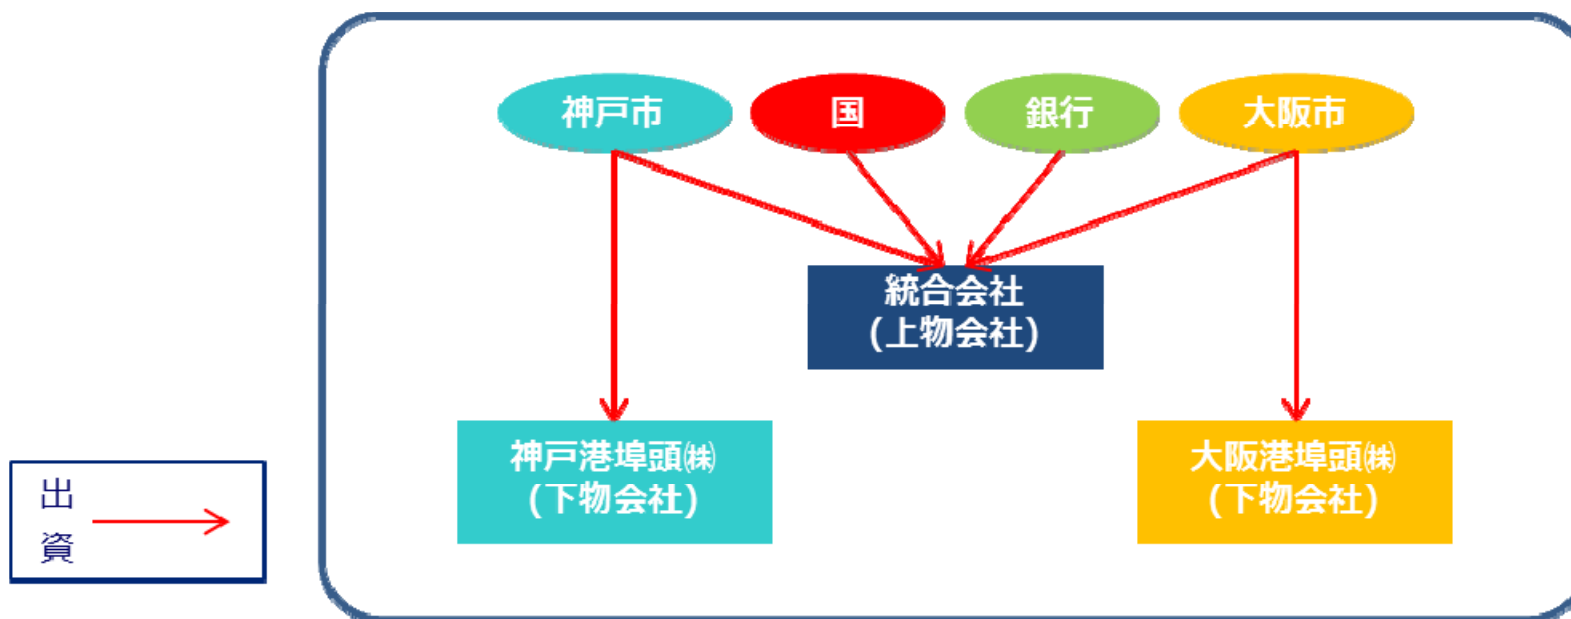 神戸市
国
銀行
大阪市
統合会社
(上物会社)
神戸港埠頭㈱
(下物会社)
大阪港埠頭㈱
(下物会社)
出
資